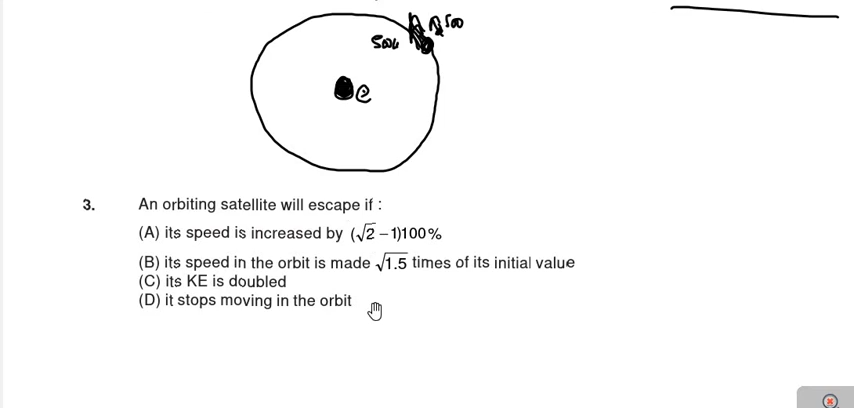 500
e
3. An orbiting satellite will escape if :
(A) its speed is increased by (√2 – 1)100%
(B) its speed in the orbit is made √1.5 times of its initial value
(C) its KE is doubled
(D) it stops moving in the orbit